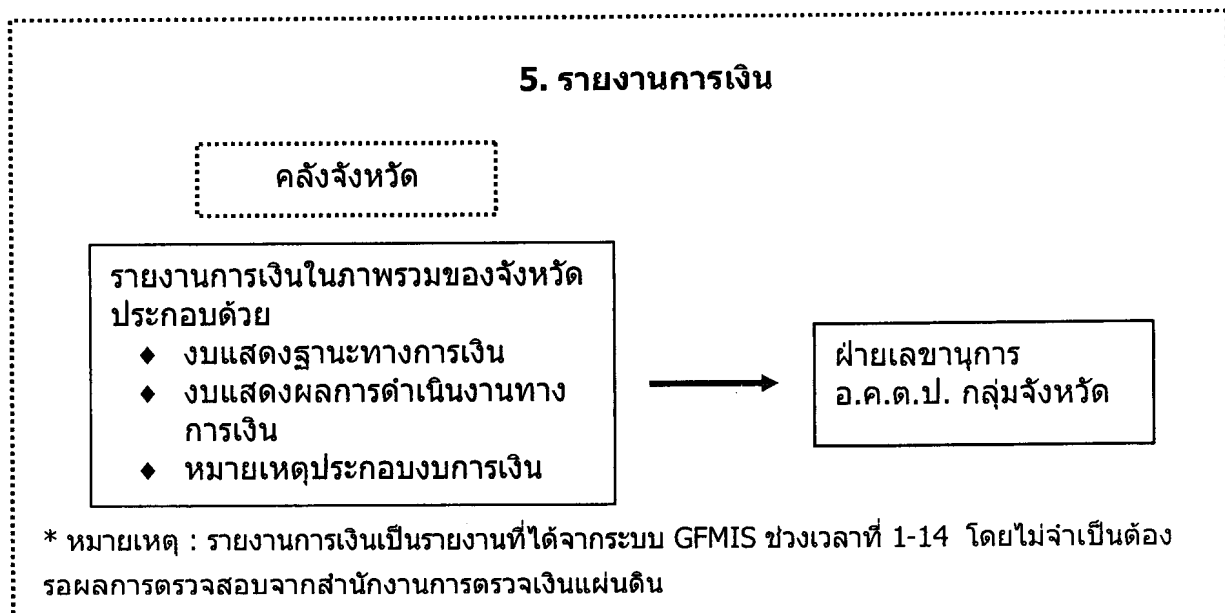 5. รายงานการเงิน
คลังจังหวัด
รายงานการเงินในภาพรวมของจังหวัด
ประกอบด้วย
♦ งบแสดงฐานะทางการเงิน
♦ งบแสดงผลการดำเนินงานทาง
การเงิน
♦ หมายเหตุประกอบงบการเงิน
ฝ่ายเลขานุการ
อ.ค.ต.ป. กลุ่มจังหวัด
* หมายเหตุ : รายงานการเงินเป็นรายงานที่ได้จากระบบ GFMIS ช่วงเวลาที่ 1-14 โดยไม่จำเป็นต้อง
รอผลการตรวจสอบจากสำนักงานการตรวจเงินแผ่นดิน